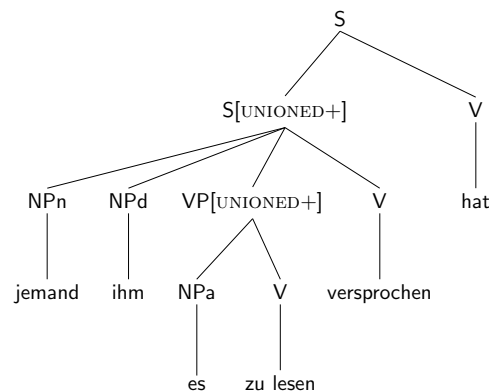 S
S[UNIONED+] V
NPn NPd VP[UNIONED+] V hat
jemand ihm NPa V versprochen
es zu lesen